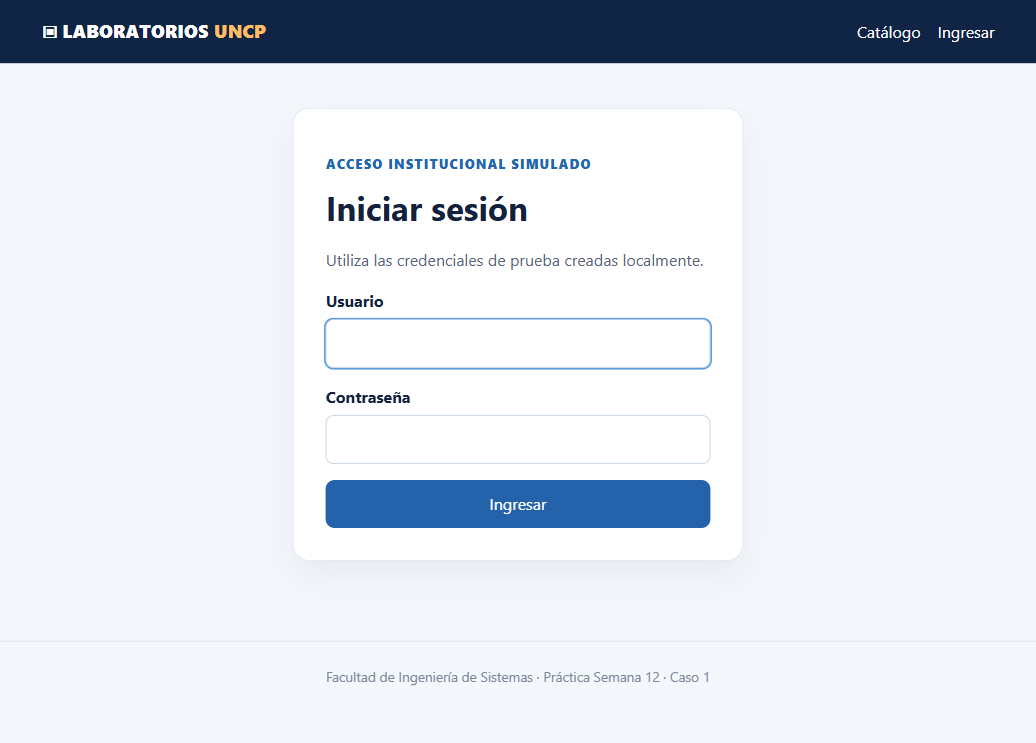 LABORATORIOS UNCP
Catálogo Ingresar
ACCESO INSTITUCIONAL SIMULADO
Iniciar sesión
Utiliza las credenciales de prueba creadas localmente.
Usuario
Contraseña
Ingresar
Facultad de Ingeniería de Sistemas · Práctica Semana 12 · Caso 1